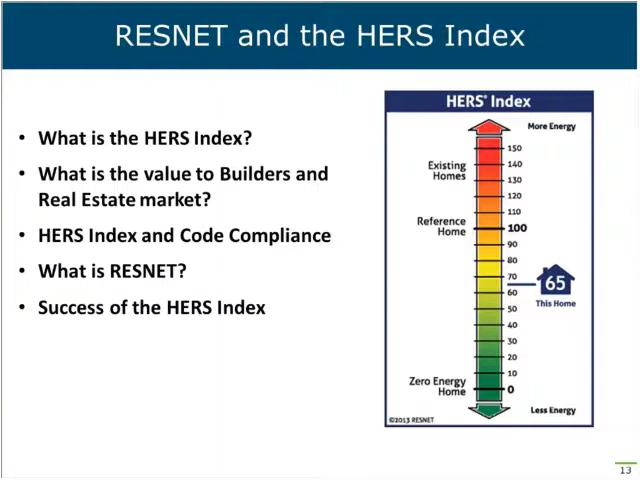 RESNET and the HERS Index
• What is the HERS Index?
• What is the value to Builders and
Real Estate market?
• HERS Index and Code Compliance
• What is RESNET?
• Success of the HERS Index
HERS® Index
More Energy
150
Existing
Homes
140
130
120
110
Reference
Home
100
90
80
70
65
This Home
60
50
40
30
20
10
Zero Energy
Home
0
Less Energy
©2013 RESNET
13